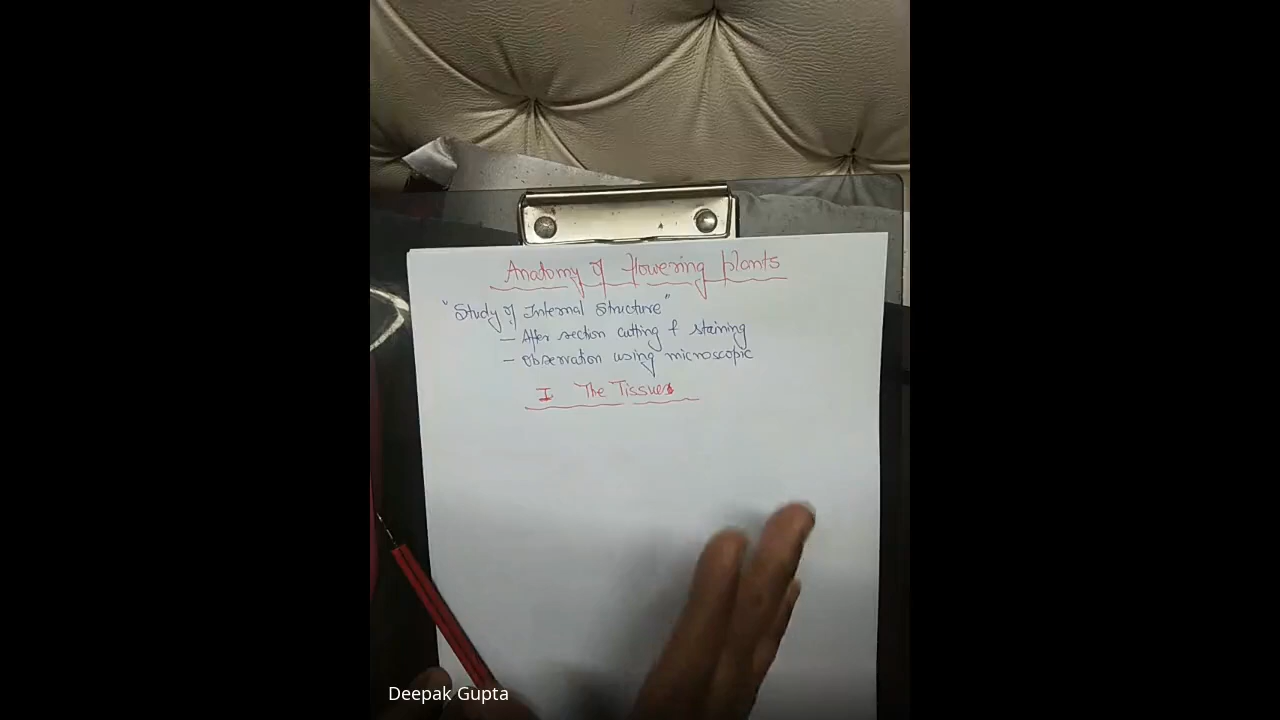 Anatomy of flowering plants
"Study of Internal Structure"
– After section cutting & staining
– Observation using microscopic
I The Tissues
Deepak Gupta